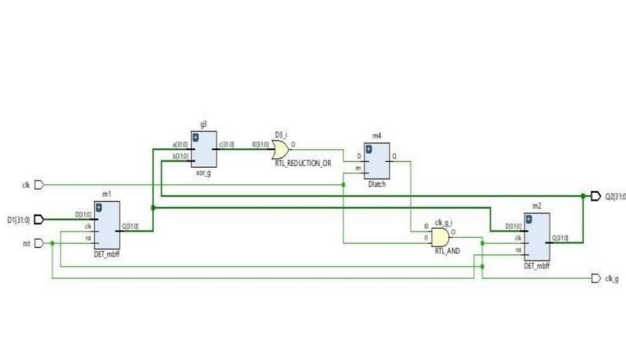 g3
D3_i
m4
a[31:0]
b[31:0]
c[31:0]
I0[31:0]
O
D
Q
en
xor_g
RTL_REDUCTION_OR
Dlatch
clk
m1
Q2[31:0
D1[31:0]
D[31:0]
clk
rst
Q[31:0]
rst
DET_mbff
clk_g_i
I0
I1
O
RTL_AND
m2
D[31:0]
clk
rst
Q[31:0]
DET_mbff
clk_g